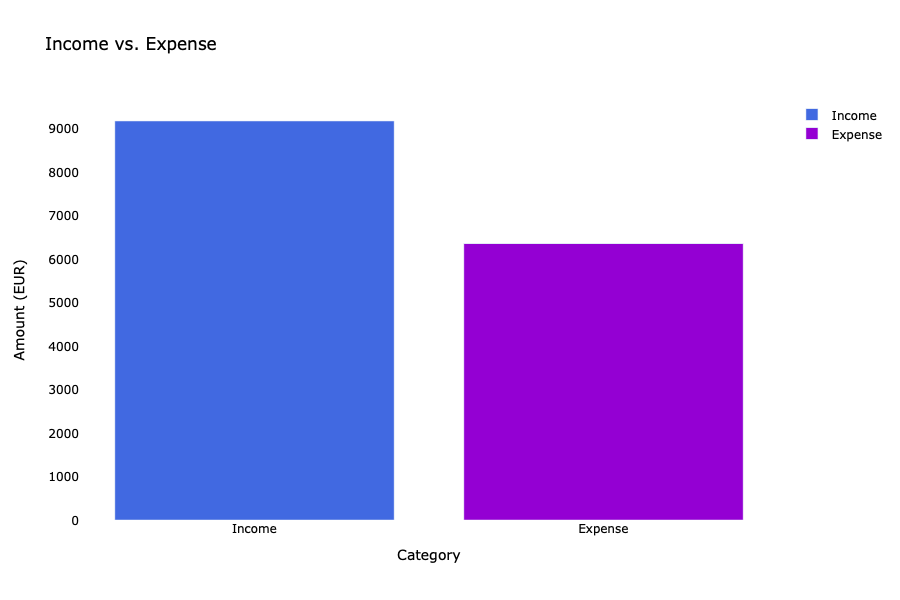 Income vs. Expense
Income
Expense
9000
8000
7000
6000
5000
4000
3000
2000
1000
0
Amount (EUR)
Income
Expense
Category